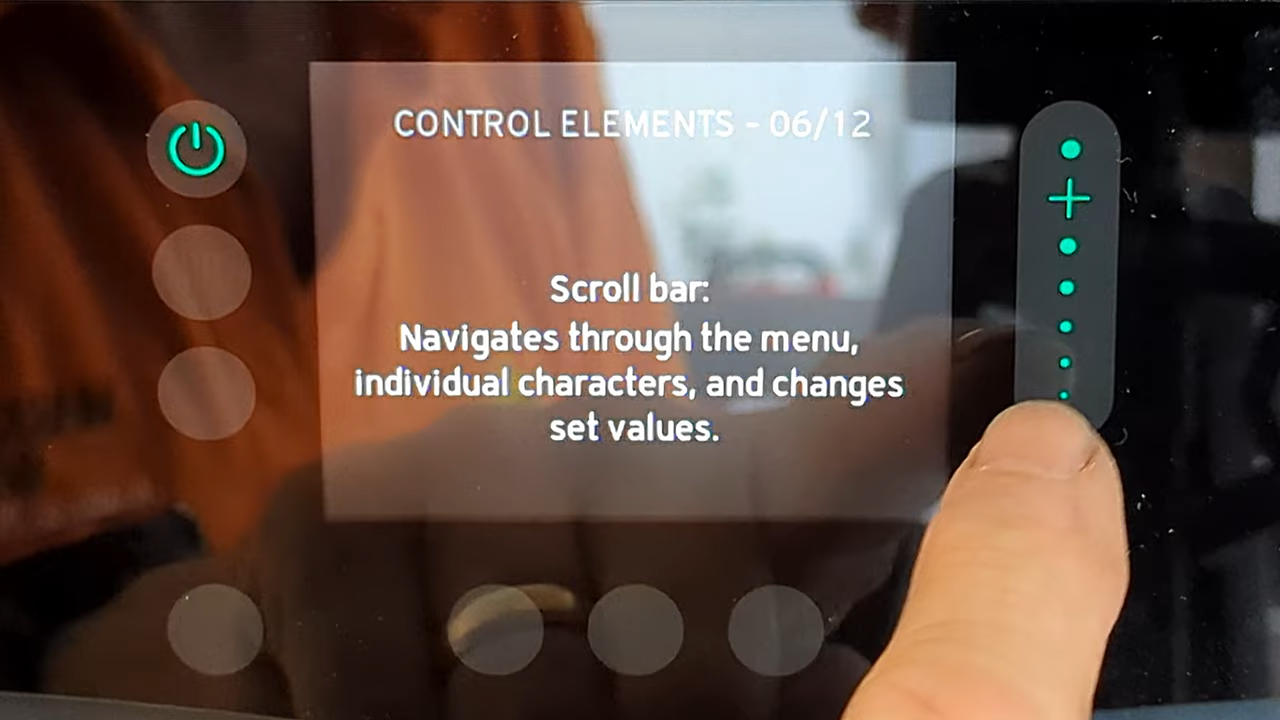 CONTROL ELEMENTS - 06/12
Scroll bar:
Navigates through the menu,
individual characters, and changes
set values.